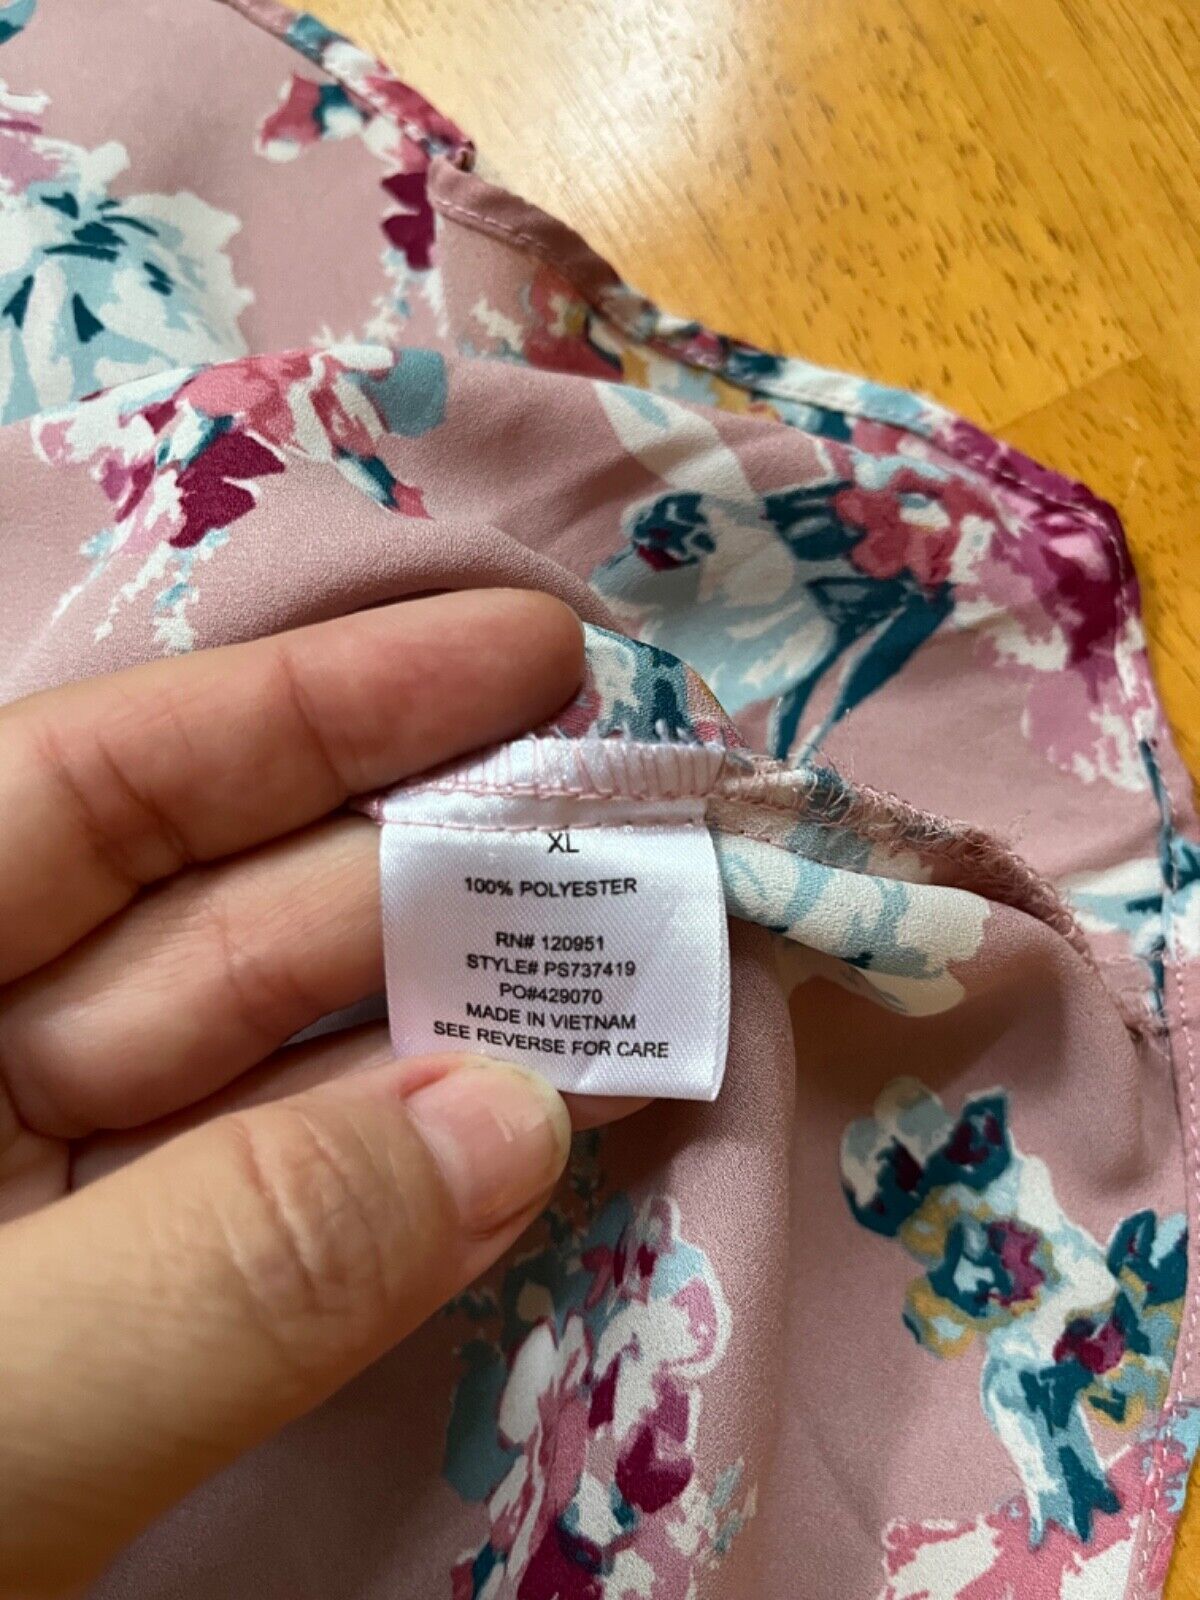 XL
100% POLYESTER
RN# 120951
STYLE# PS737419
PO#429070
MADE IN VIETNAM
SEE REVERSE FOR CARE